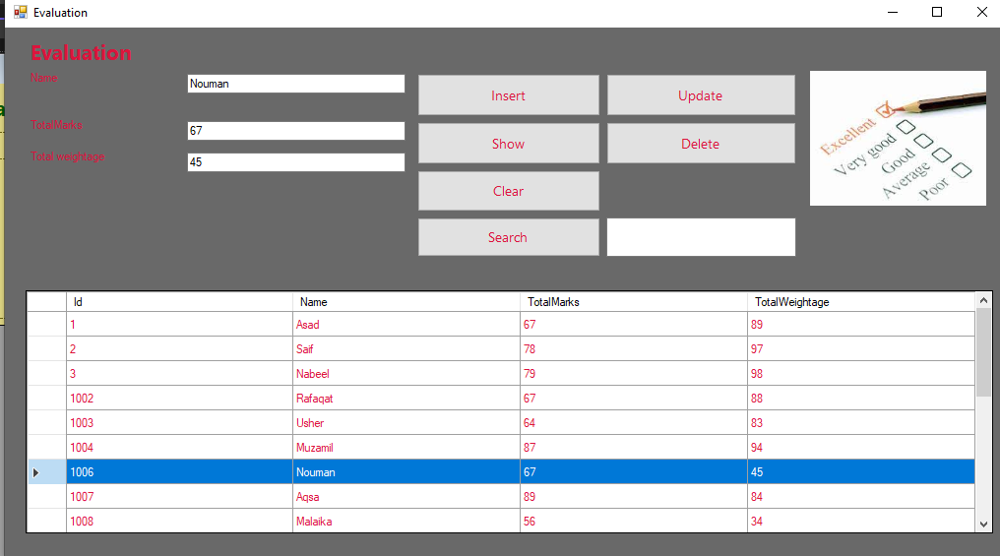 Evaluation
Evaluation
Name
Nouman
Insert
Update
TotalMarks
67
Show
Delete
Total weightage
45
Clear
Search
Excellent
Very good
Good
Average
Poor
Id Name TotalMarks TotalWeightage
1 Asad 67 89
2 Saif 78 97
3 Nabeel 79 98
1002 Rafaqat 67 88
1003 Usher 64 83
1004 Muzamil 87 94
1006 Nouman 67 45
1007 Aqsa 89 84
1008 Malaika 56 34